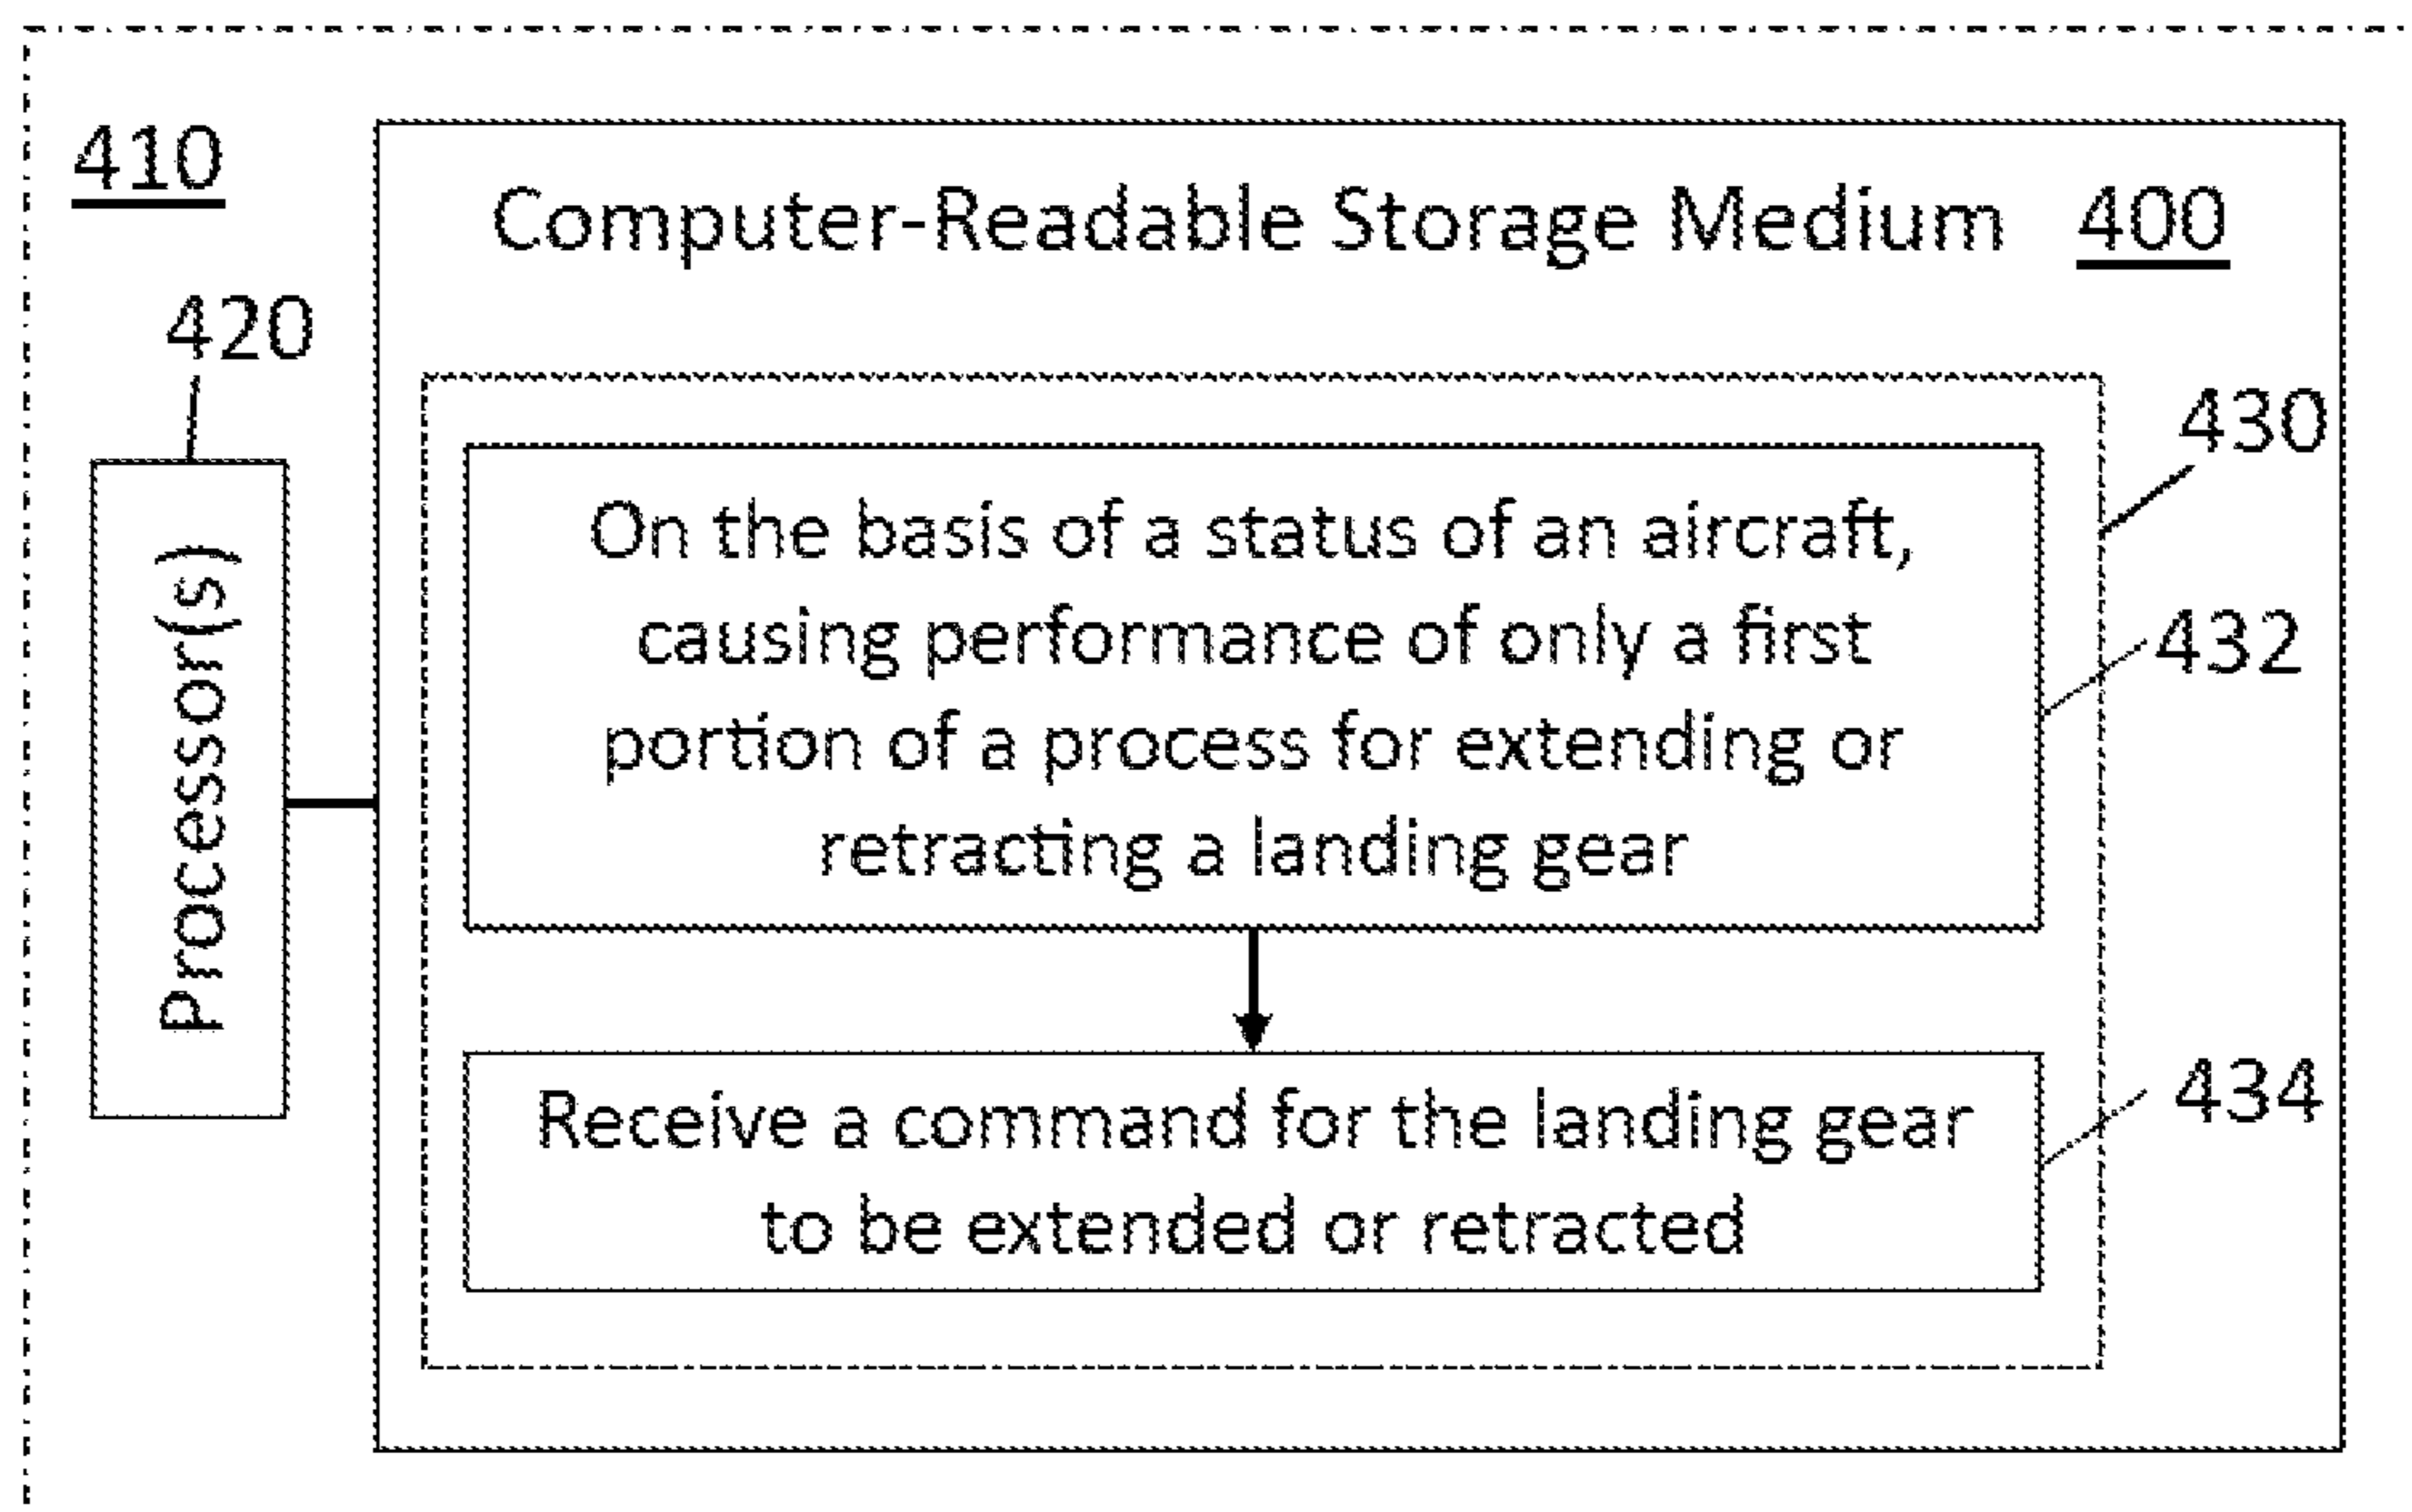 410
Computer-Readable Storage Medium 400
420
Processor(s)
430
On the basis of a status of an aircraft,
causing performance of only a first
portion of a process for extending or
retracting a landing gear
432
Receive a command for the landing gear
to be extended or retracted
434